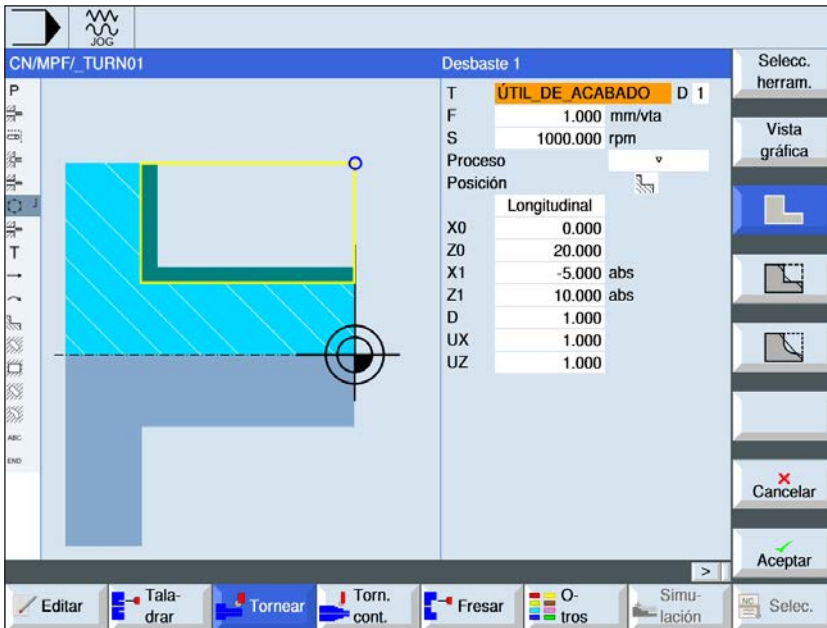 JOG
CN/MPF/_TURN01
Desbaste 1
P
T
ABC
END
T ÚTIL_DE_ACABADO D 1
F 1.000 mm/vta
S 1000.000 rpm
Proceso
Posición
Longitudinal
X0 0.000
Z0 20.000
X1 -5.000 abs
Z1 10.000 abs
D 1.000
UX 1.000
UZ 1.000
Selecc.
herram.
Vista
gráfica
Cancelar
Aceptar
>
Editar
Tala-
drar
Tornear
Torn.
cont.
Fresar
O-
tros
Simu-
lación
NC
Selec.